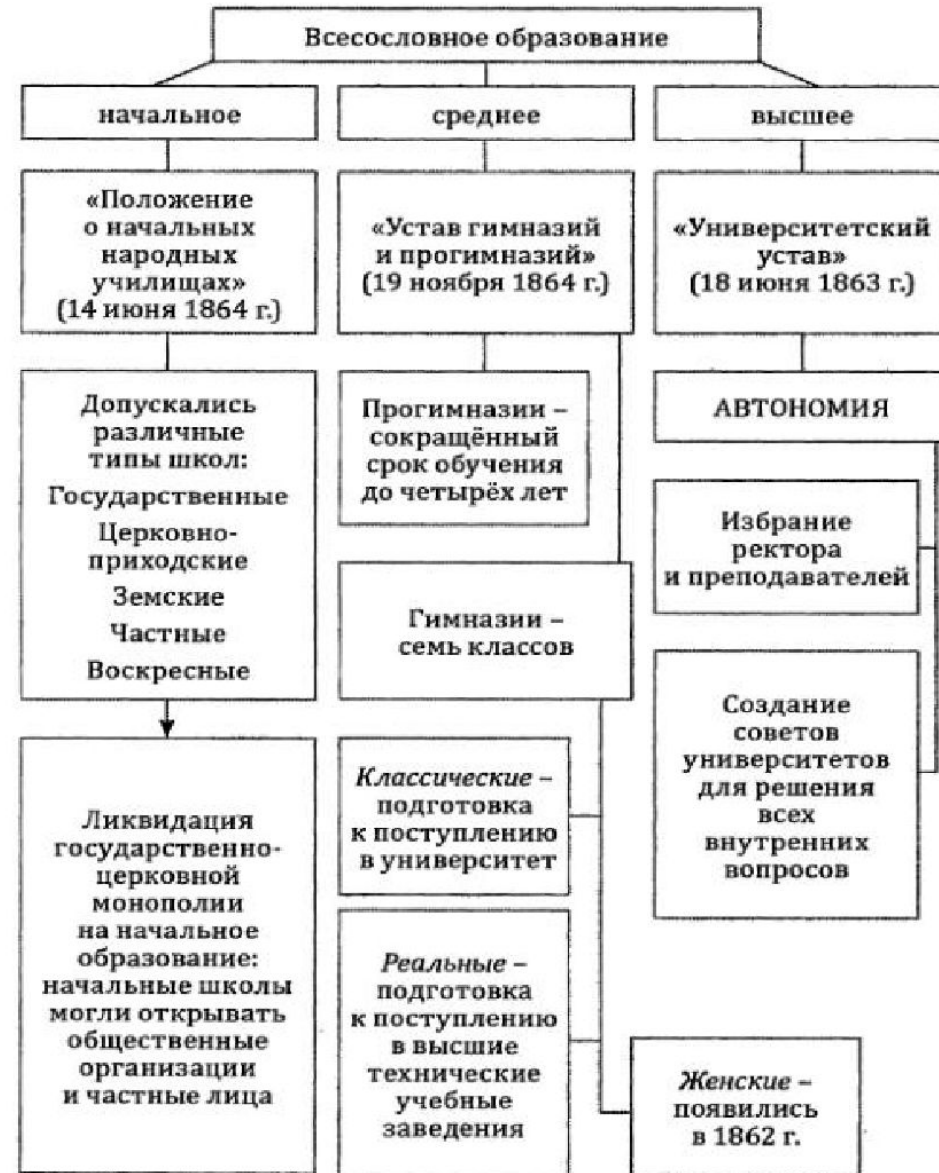 Всесословное образование
начальное
среднее
высшее
«Положение
о начальных
народных
училищах»
(14 июня 1864 г.)
«Устав гимназий
и прогимназий»
(19 ноября 1864 г.)
«Университетский
устав»
(18 июня 1863 г.)
Допускались
различные
типы школ:
Государственные
Церковно-
приходские
Земские
Частные
Воскресные
Прогимназии –
сокращённый
срок обучения
до четырёх лет
АВТОНОМИЯ
Избрание
ректора
и преподавателей
Гимназии –
семь классов
Создание
советов
университетов
для решения
всех
внутренних
вопросов
Ликвидация
государственно-
церковной
монополии
на начальное
образование:
начальные школы
могли открывать
общественные
организации
и частные лица
Классические –
подготовка
к поступлению
в университет
Реальные –
подготовка
к поступлению
в высшие
технические
учебные
заведения
Женские –
появились
в 1862 г.